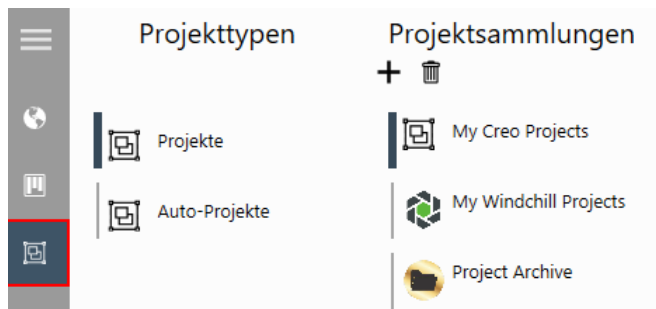 Projekttypen
Projekte
Auto-Projekte
Projektsammlungen
My Creo Projects
My Windchill Projects
Project Archive